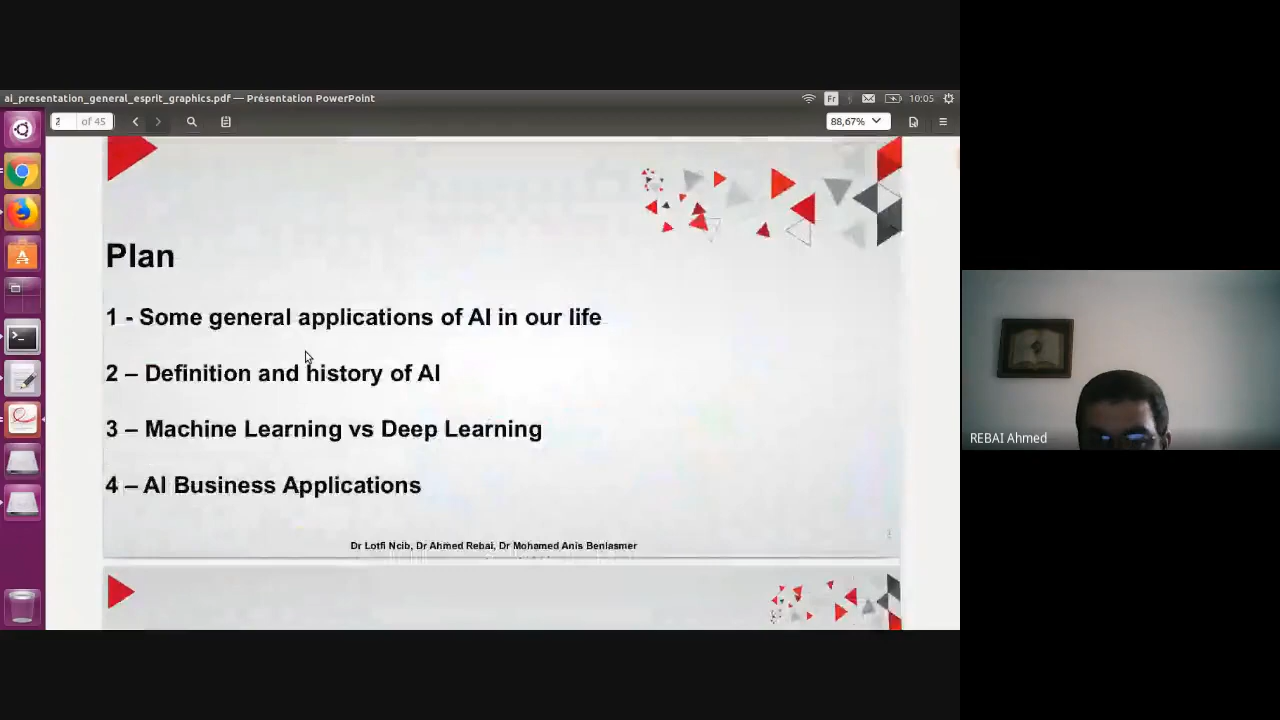 ai_presentation_general_esprit_graphics.pdf — Présentation PowerPoint
Fr
10:05
2
of 45
88,67%
Plan
1 - Some general applications of AI in our life
2 – Definition and history of AI
3 – Machine Learning vs Deep Learning
4 – AI Business Applications
Dr Lotfi Ncib, Dr Ahmed Rebai, Dr Mohamed Anis Benlasmer
REBAI Ahmed